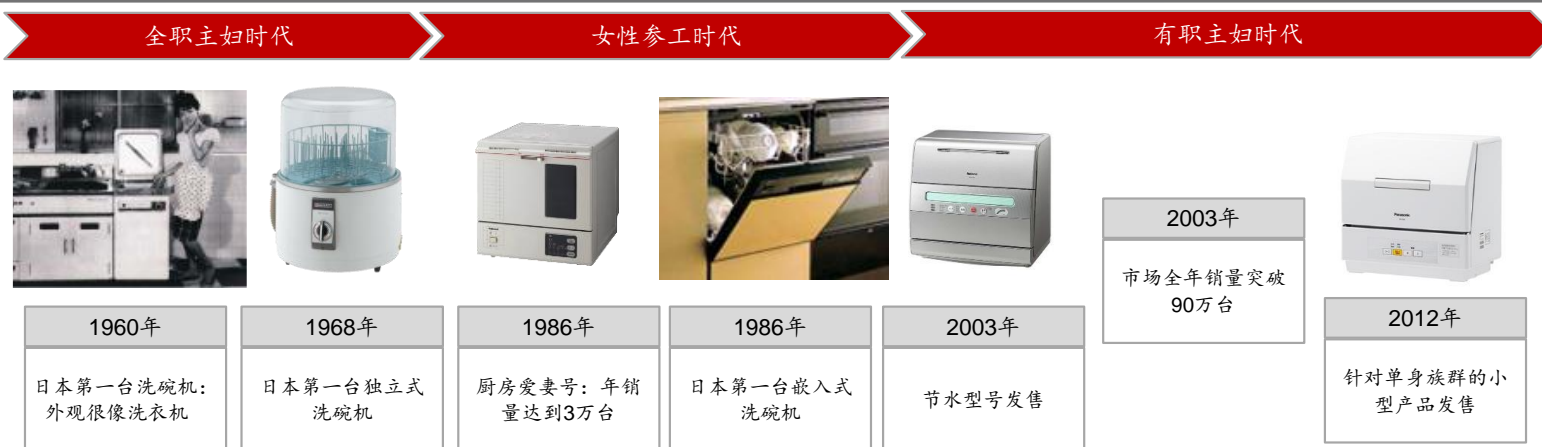 全职主妇时代
女性参工时代
有职主妇时代
1960年
日本第一台洗碗机：
外观很像洗衣机
1968年
日本第一台独立式
洗碗机
1986年
厨房爱妻号：年销
量达到3万台
1986年
日本第一台嵌入式
洗碗机
2003年
节水型号发售
2003年
市场全年销量突破
90万台
Panasonic
2012年
针对单身族群的小
型产品发售